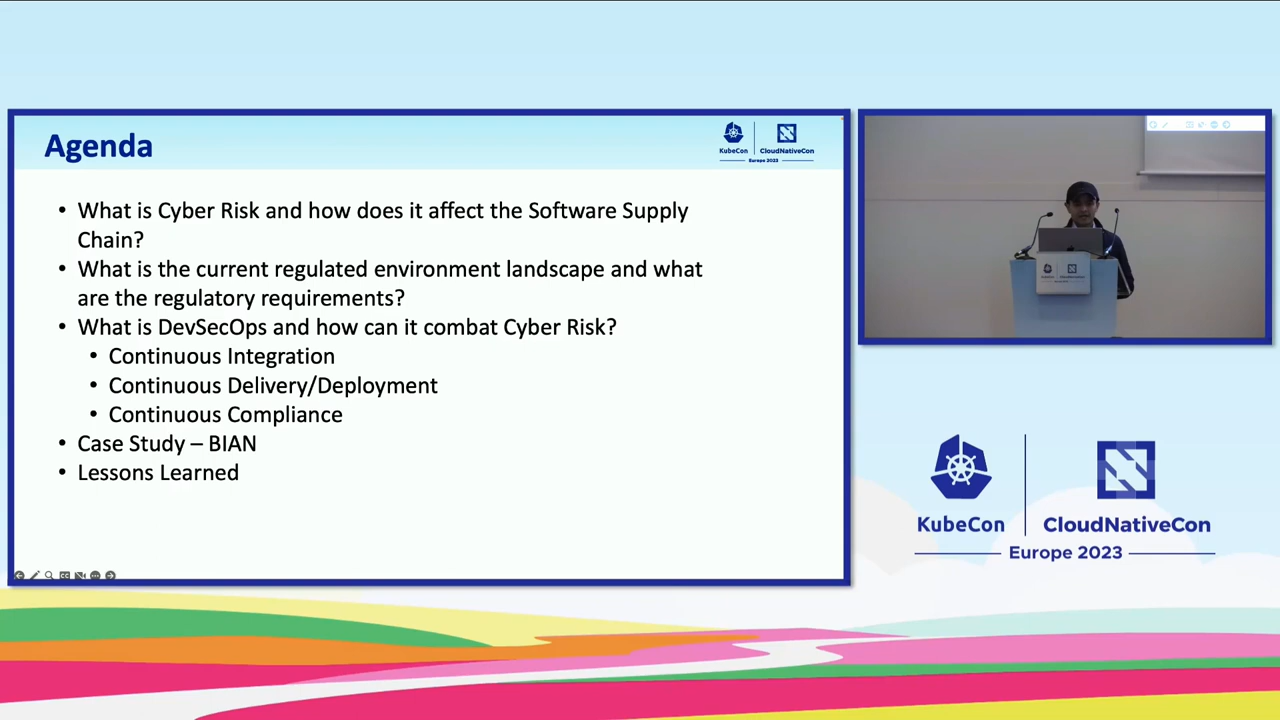 Agenda
KubeCon
CloudNativeCon
Europe 2023
• What is Cyber Risk and how does it affect the Software Supply
Chain?
• What is the current regulated environment landscape and what
are the regulatory requirements?
• What is DevSecOps and how can it combat Cyber Risk?
• Continuous Integration
• Continuous Delivery/Deployment
• Continuous Compliance
• Case Study – BIAN
• Lessons Learned
KubeCon
CloudNativeCon
Europe 2023